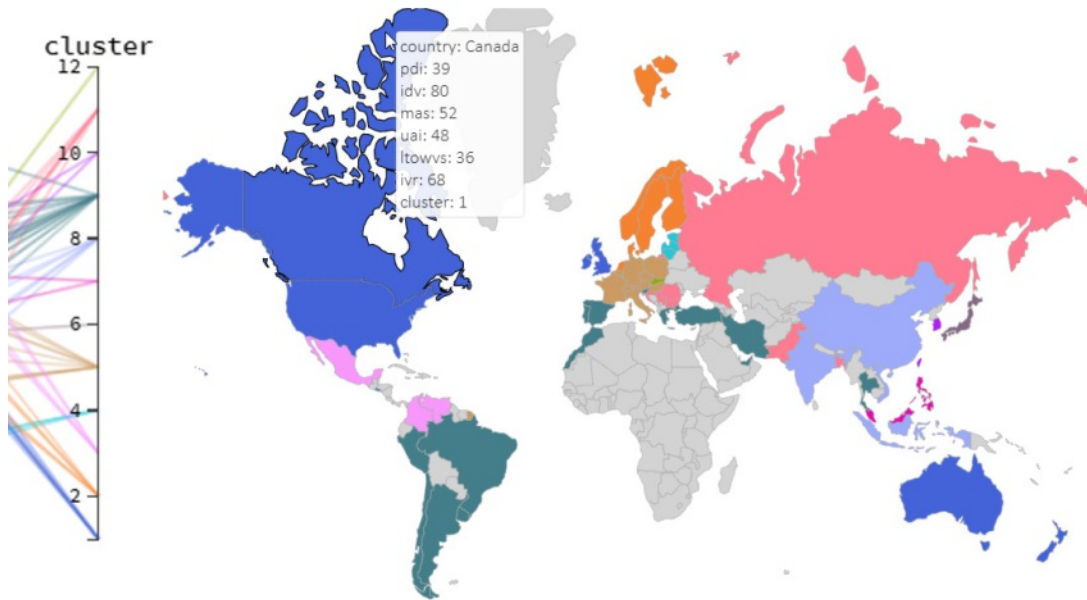 cluster
12
10
8
6
4
2
country: Canada
pdi: 39
idv: 80
mas: 52
uai: 48
ltowvs: 36
ivr: 68
cluster: 1